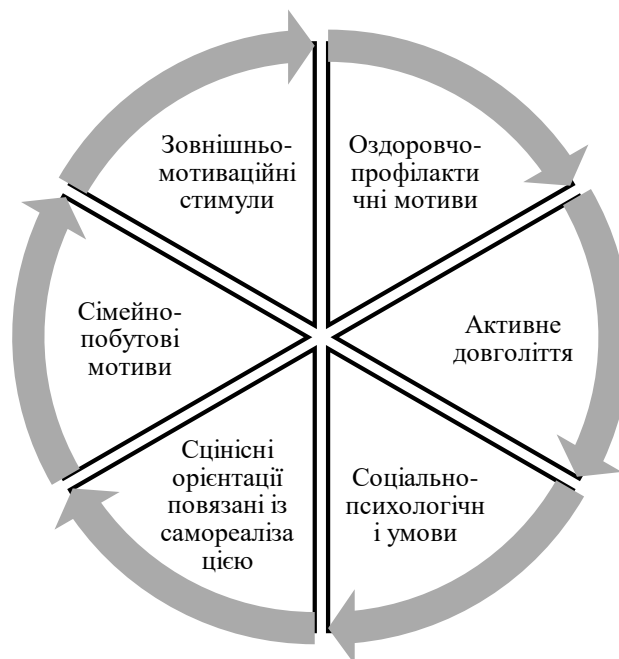 Зовнішньо-
мотиваційні
стимули
Оздоровчо-
профілакти
чні мотиви
Активне
довголіття
Соціально-
психологічн
і умови
Сцінісні
орієнтації
повязані із
самореаліза
цією
Сімейно-
побутові
мотиви